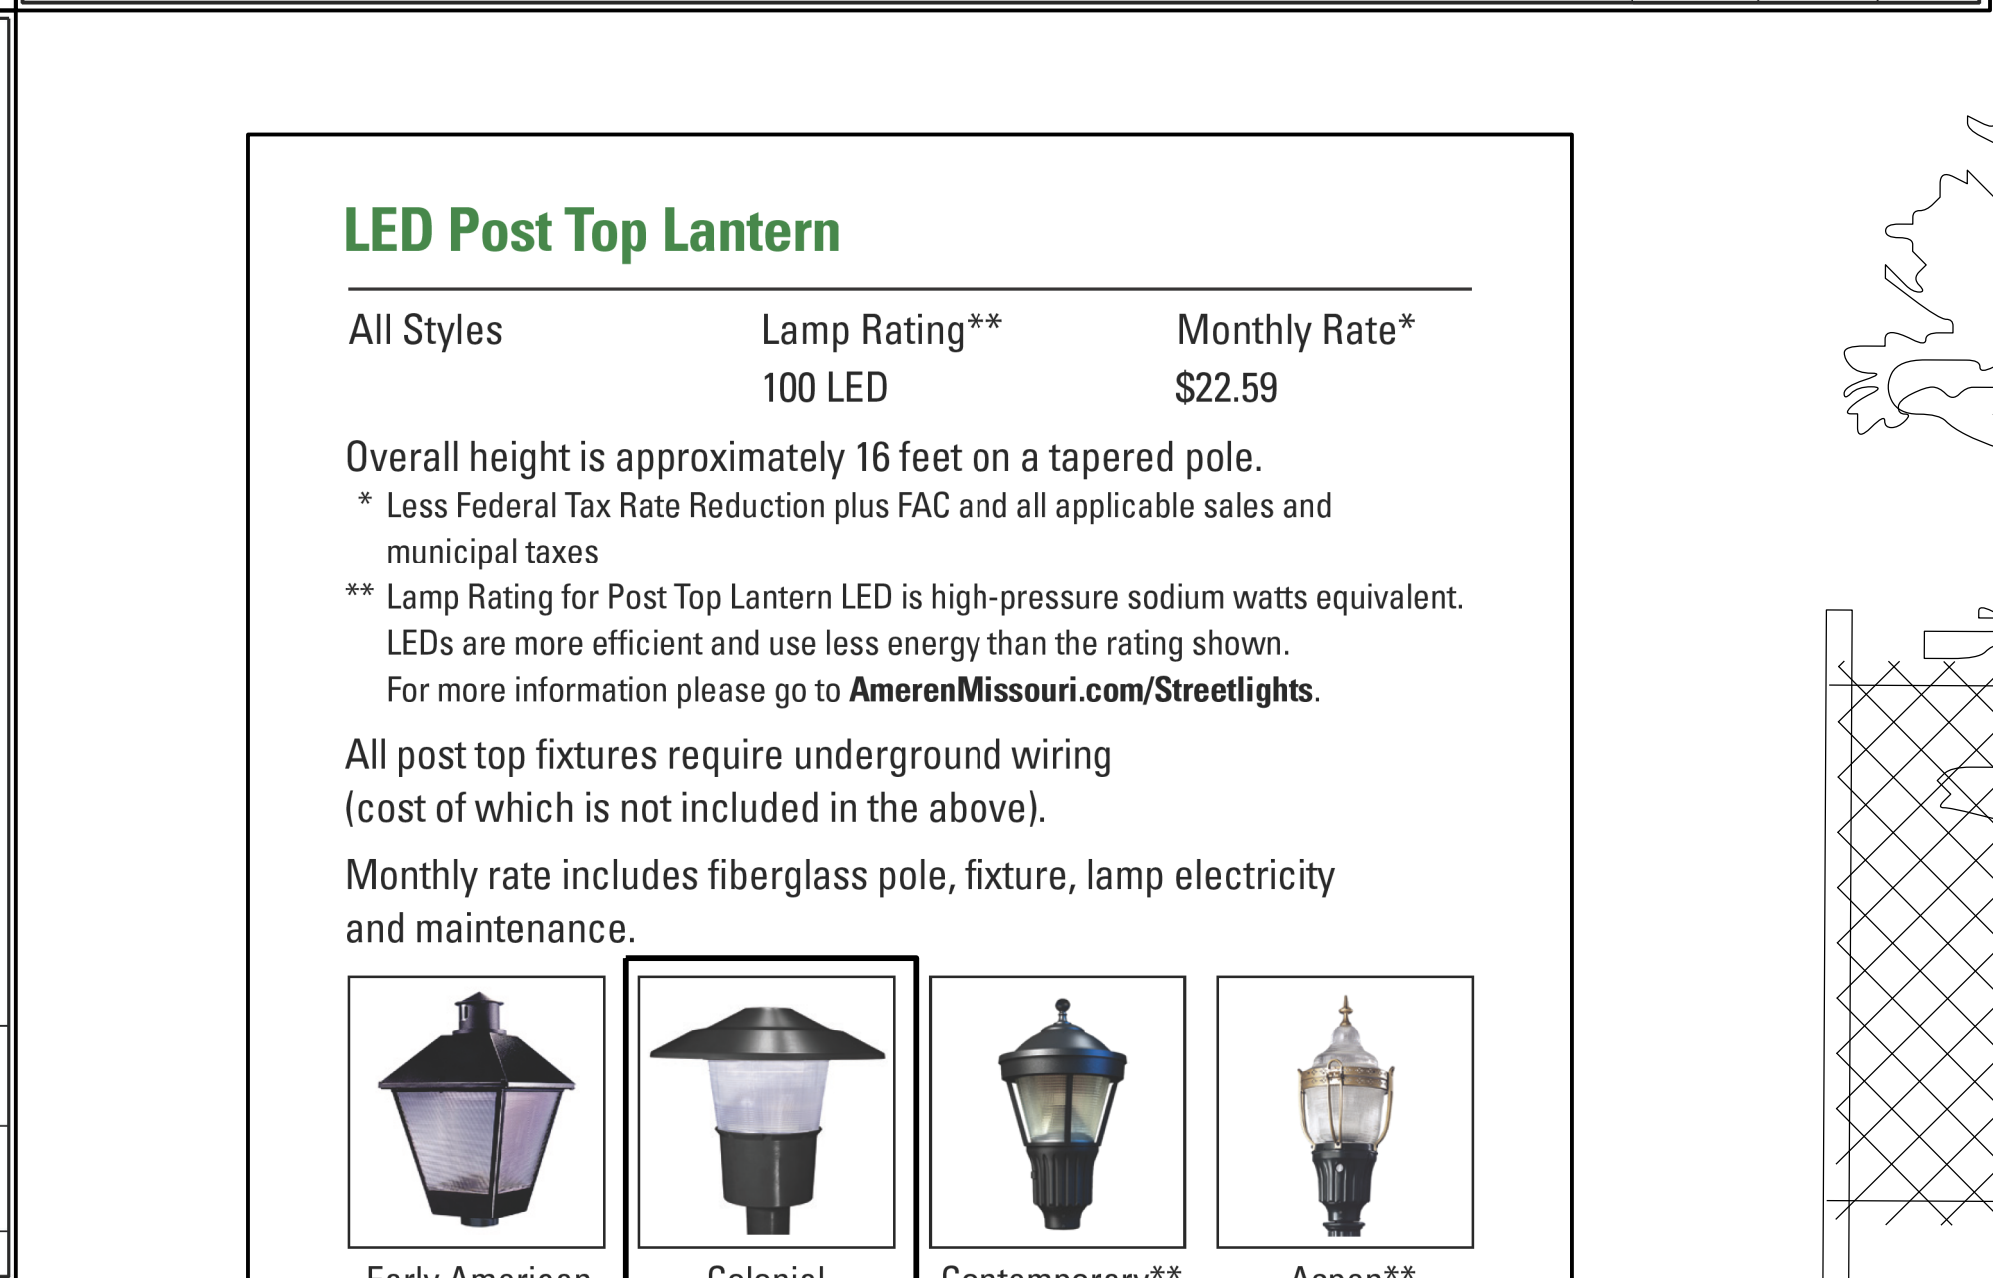 LED Post Top Lantern
All Styles Lamp Rating** Monthly Rate*
100 LED $22.59
Overall height is approximately 16 feet on a tapered pole.
* Less Federal Tax Rate Reduction plus FAC and all applicable sales and
municipal taxes
** Lamp Rating for Post Top Lantern LED is high-pressure sodium watts equivalent.
LEDs are more efficient and use less energy than the rating shown.
For more information please go to AmerenMissouri.com/Streetlights.
All post top fixtures require underground wiring
(cost of which is not included in the above).
Monthly rate includes fiberglass pole, fixture, lamp electricity
and maintenance.
Early American Colonial Contemporary** Aspen**